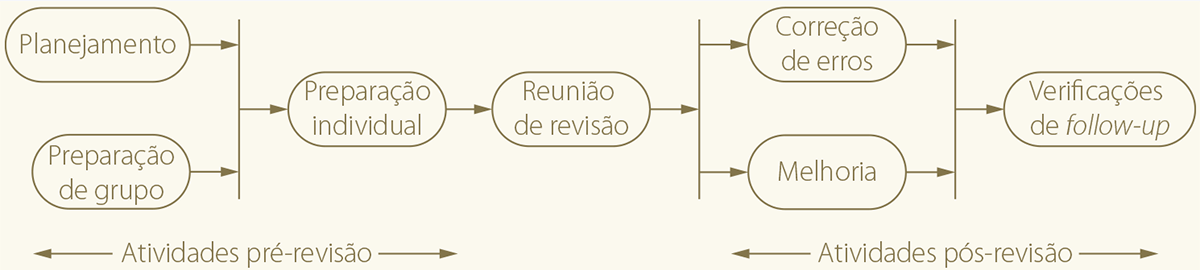 Planejamento
Preparação
de grupo
Preparação
individual
Reunião
de revisão
Correção
de erros
Melhoria
Verificações
de follow-up
Atividades pré-revisão
Atividades pós-revisão